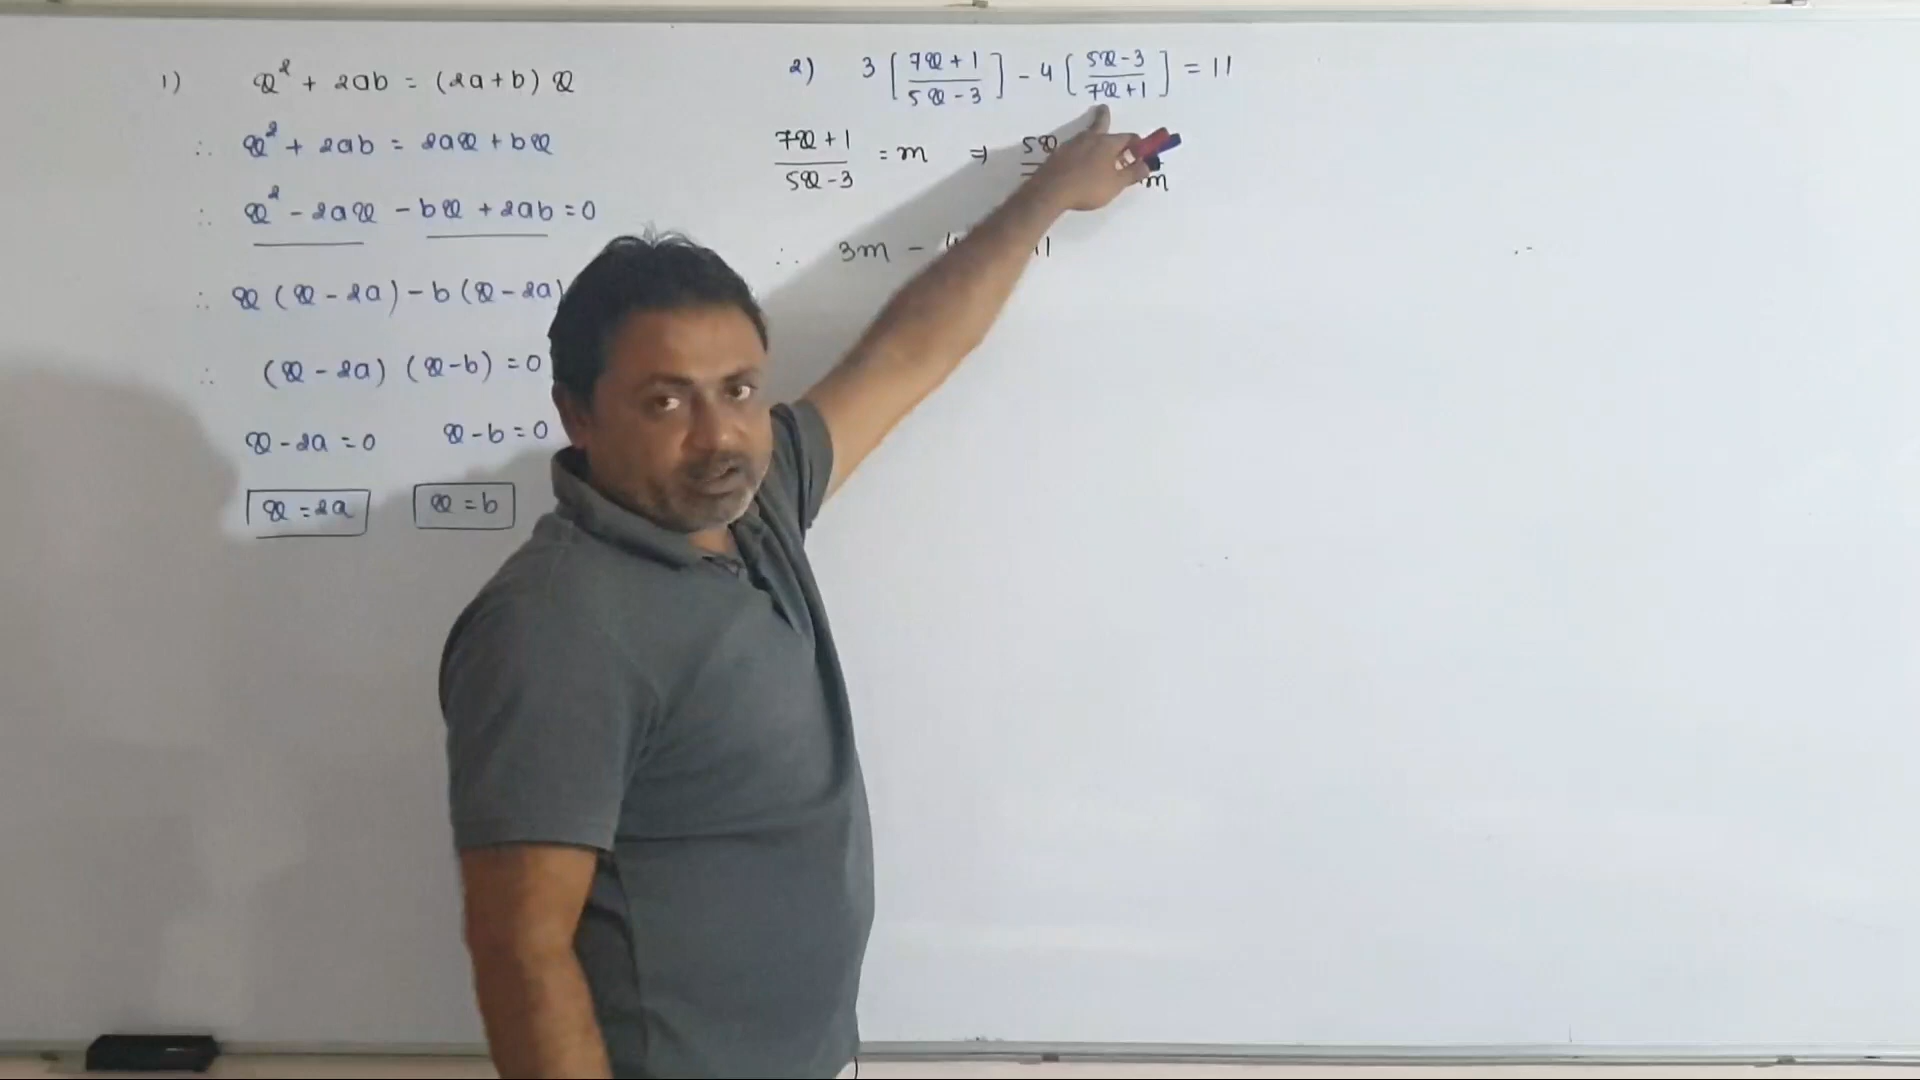 1) x² + 2ab = (2a+b) x
∴ x² + 2ab = 2ax + bx
∴ x² - 2ax - bx + 2ab = 0
∴ x (x - 2a) - b (x - 2a)
∴ (x - 2a) (x - b) = 0
x - 2a = 0 x - b = 0
x = 2a x = b
2) 3 [ (7x + 1)/(5x - 3) ] - 4 [ (5x - 3)/(7x + 1) ] = 11
(7x + 1)/(5x - 3) = m ⇒ 5x m
∴ 3m - 11